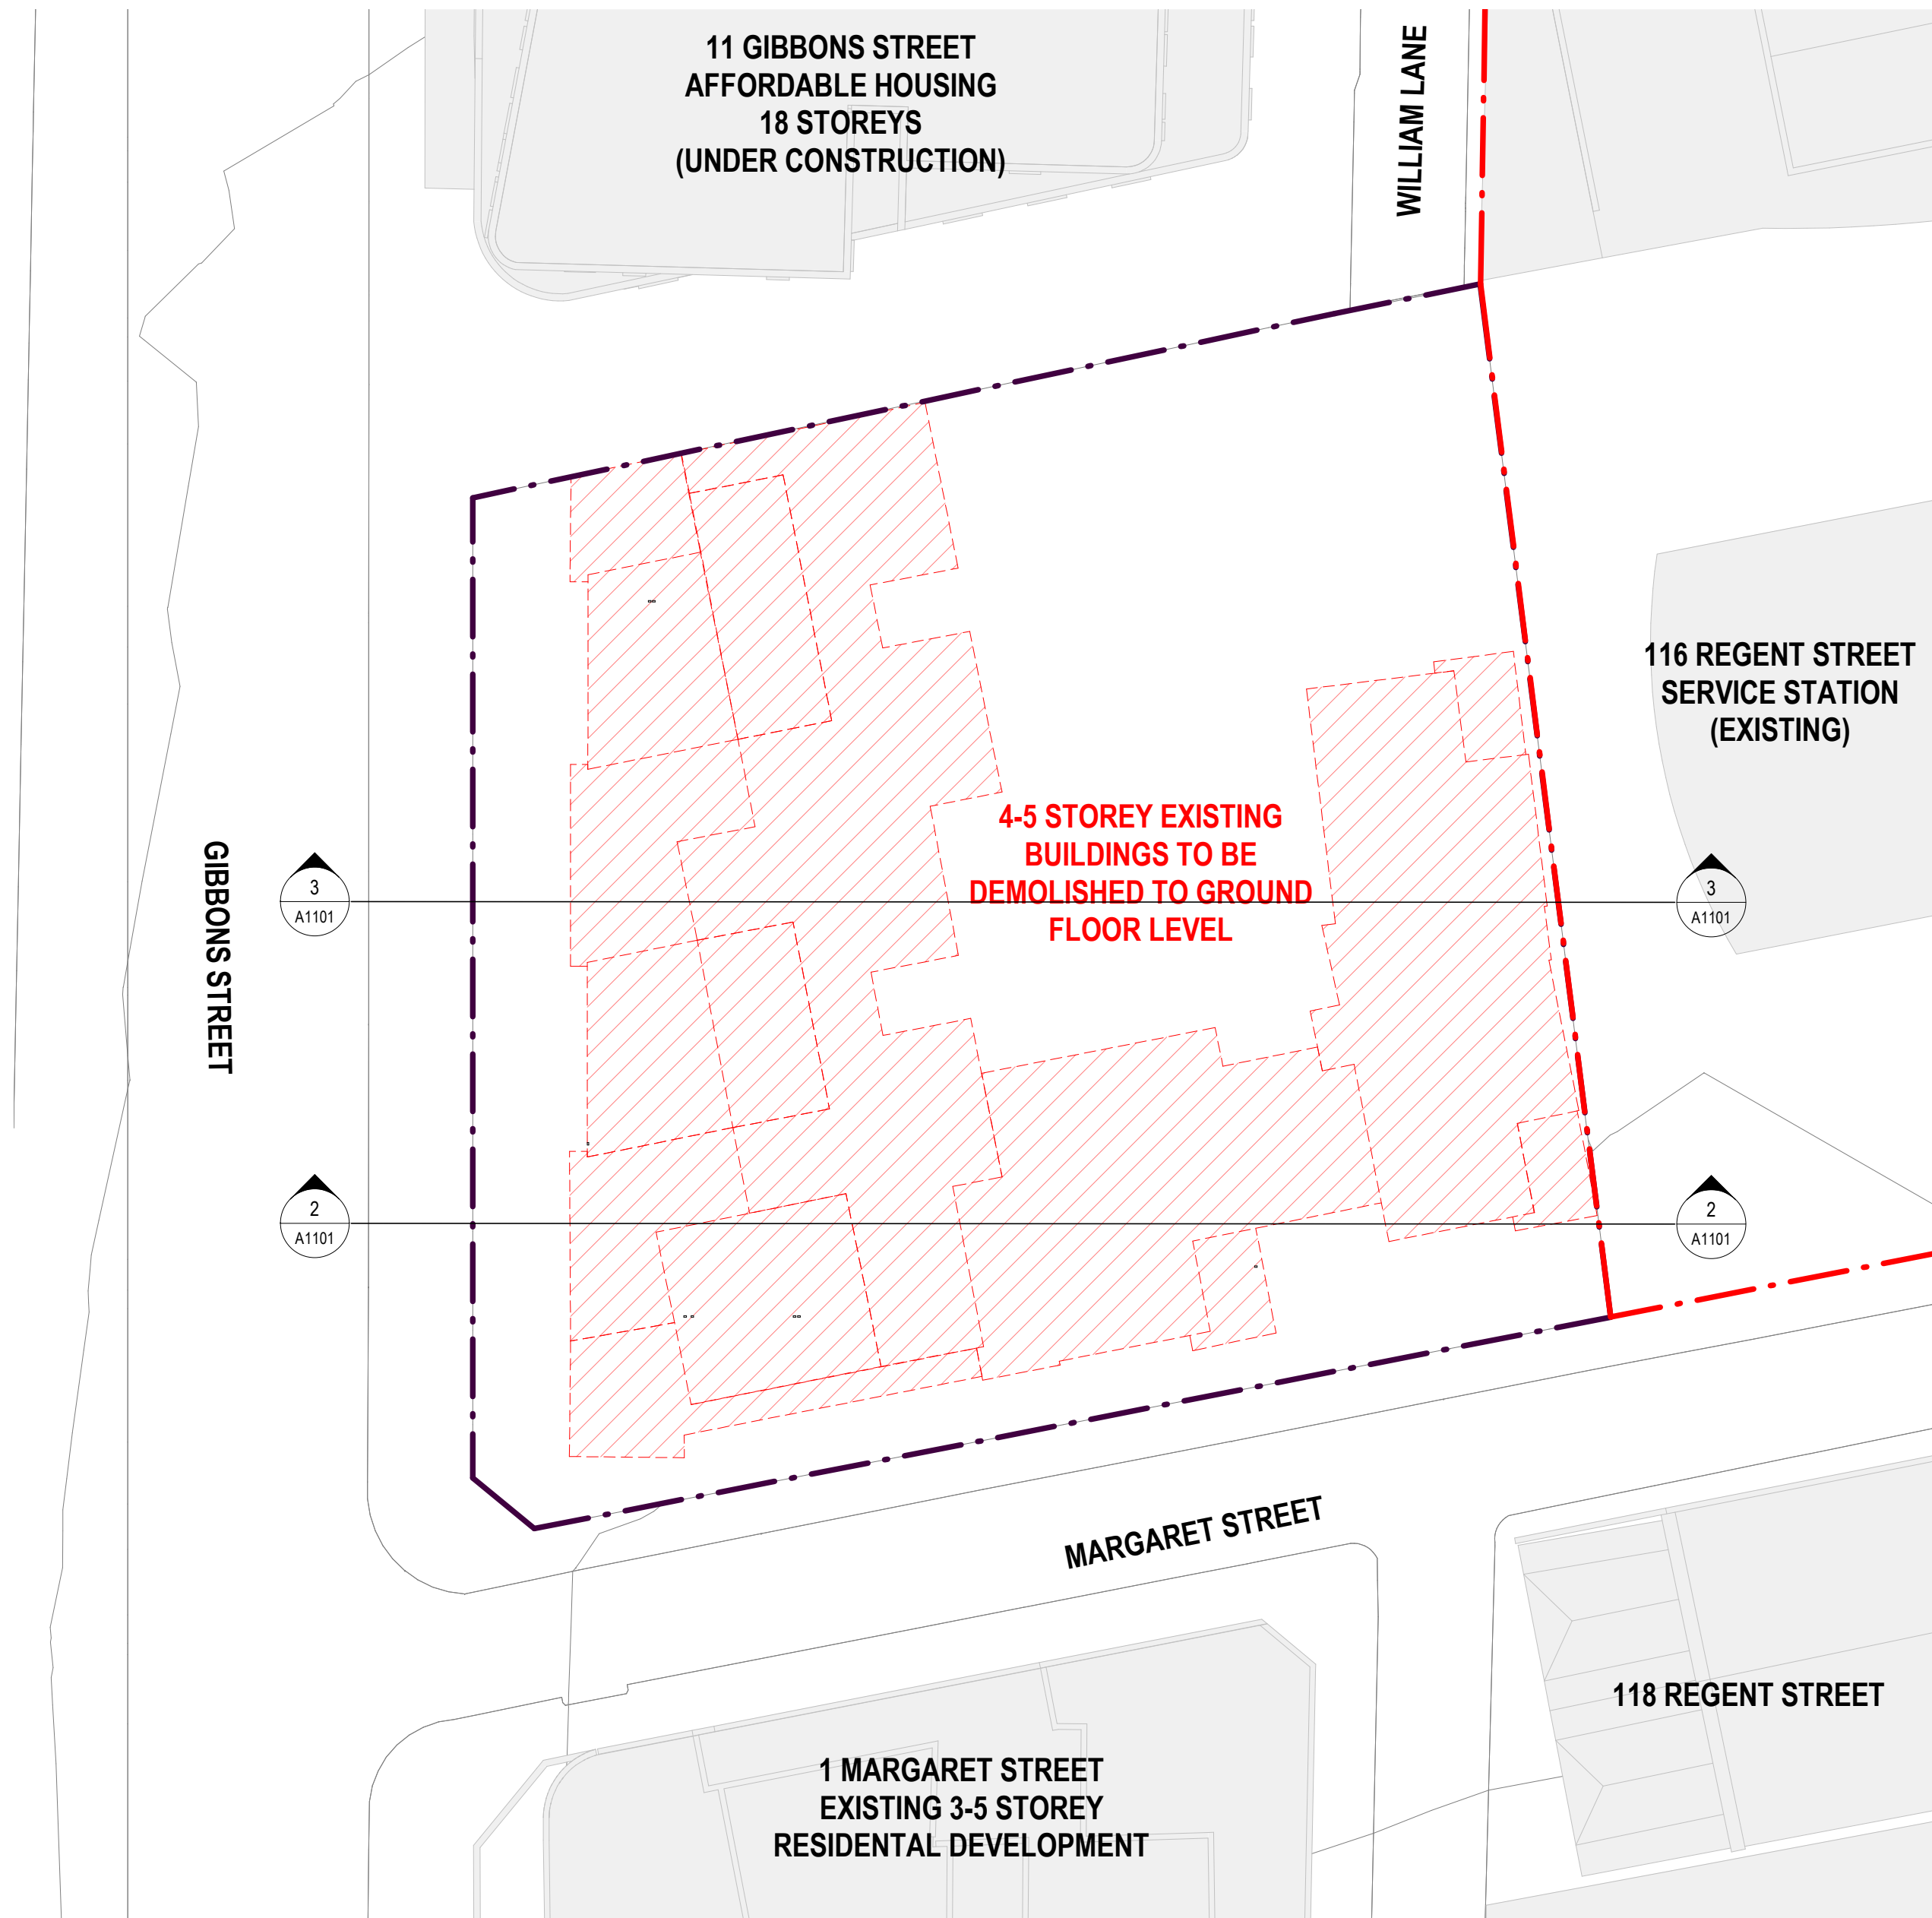 11 GIBBONS STREET
AFFORDABLE HOUSING
18 STOREYS
(UNDER CONSTRUCTION)
WILLIAM LANE
116 REGENT STREET
SERVICE STATION
(EXISTING)
4-5 STOREY EXISTING
BUILDINGS TO BE
DEMOLISHED TO GROUND
FLOOR LEVEL
GIBBONS STREET
3
A1101
3
A1101
2
A1101
2
A1101
MARGARET STREET
118 REGENT STREET
1 MARGARET STREET
EXISTING 3-5 STOREY
RESIDENTAL DEVELOPMENT